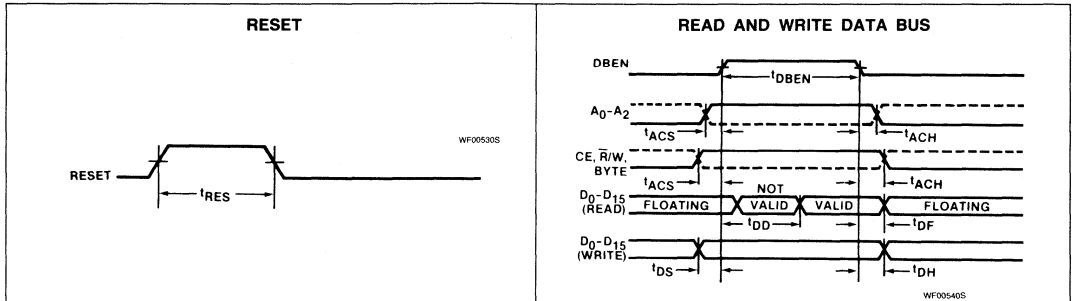 RESET
WF00530S
RESET
tRES
READ AND WRITE DATA BUS
DBEN
tDBEN
A0-A2
tACS
tACH
CE, R̅/W,
BYTE
tACS
tACH
D0-D15
(READ)
FLOATING
NOT
VALID
VALID
FLOATING
tDD
tDF
D0-D15
(WRITE)
tDS
tDH
WF00540S